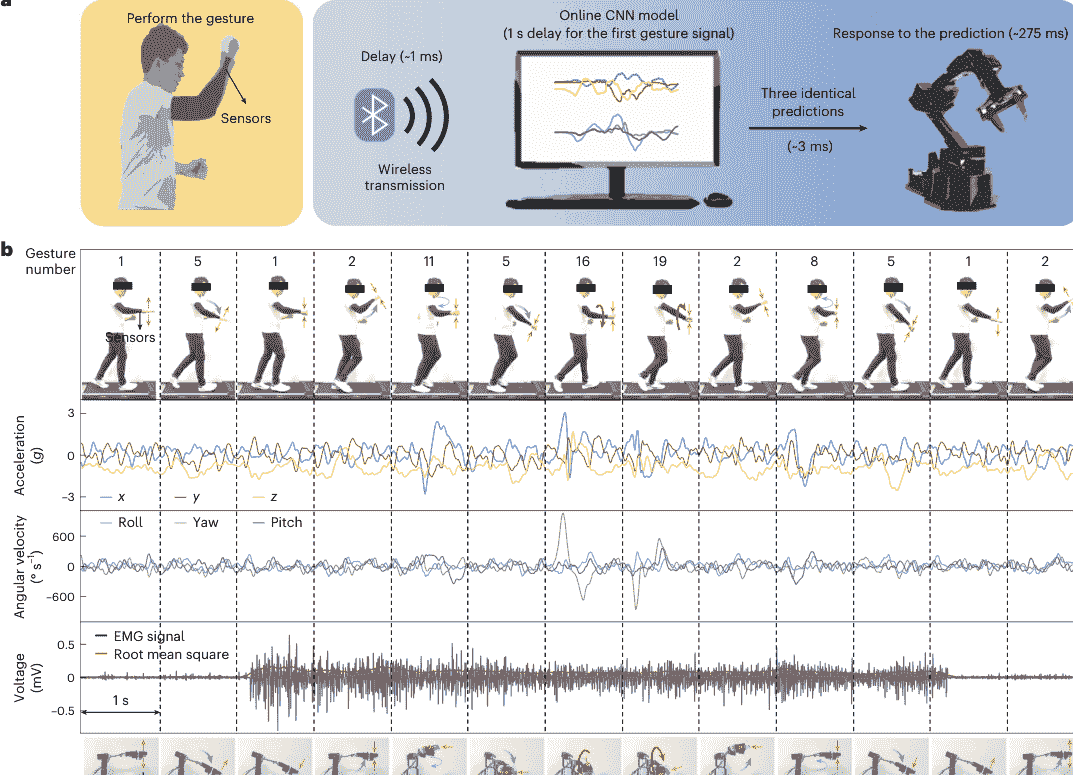 a
Perform the gesture
Sensors
Delay (~1 ms)
Wireless
transmission
Online CNN model
(1 s delay for the first gesture signal)
Three identical
predictions
(~3 ms)
Response to the prediction (~275 ms)
b
Gesture
number
1 5 1 2 11 5 16 19 2 8 5 1 2
Sensors
Acceleration
(g)
3
0
−3
x y z
Angular velocity
(° s⁻¹)
Roll Yaw Pitch
600
0
−600
Voltage
(mV)
EMG signal
Root mean square
0.5
0
−0.5
1 s